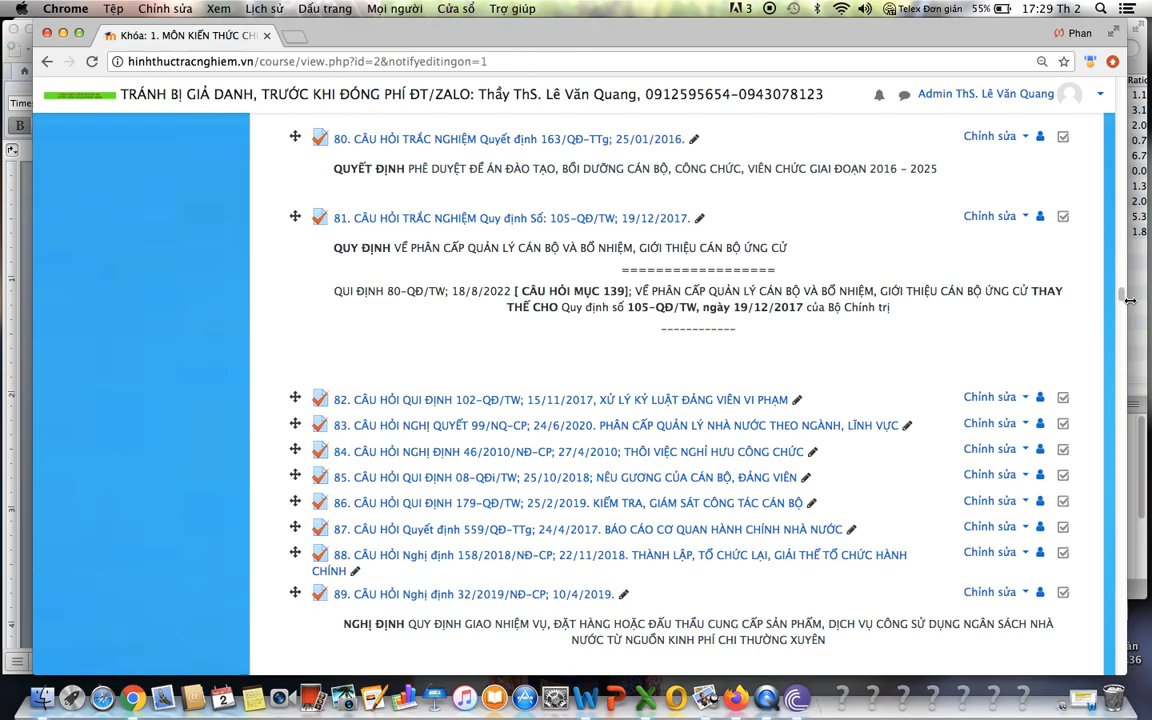 Chrome Tệp Chỉnh sửa Xem Lịch sử Dấu trang Mọi người Cửa sổ Trợ giúp 3 Telex Đơn giản 55% 17:29 Th 2
Khóa: 1. MÔN KIẾN THỨC CH
Phan
hinhthuctracnghiem.vn/course/view.php?id=2&notifyeditingon=1
TRÁNH BỊ GIẢ DANH, TRƯỚC KHI ĐÓNG PHÍ ĐT/ZALO: Thầy ThS. Lê Văn Quang, 0912595654-0943078123
Admin ThS. Lê Văn Quang
80. CÂU HỎI TRẮC NGHIỆM Quyết định 163/QĐ-TTg; 25/01/2016.
Chỉnh sửa
QUYẾT ĐỊNH PHÊ DUYỆT ĐỀ ÁN ĐÀO TẠO, BỒI DƯỠNG CÁN BỘ, CÔNG CHỨC, VIÊN CHỨC GIAI ĐOẠN 2016 - 2025
81. CÂU HỎI TRẮC NGHIỆM Quy định Số: 105-QĐ/TW; 19/12/2017.
Chỉnh sửa
QUY ĐỊNH VỀ PHÂN CẤP QUẢN LÝ CÁN BỘ VÀ BỔ NHIỆM, GIỚI THIỆU CÁN BỘ ỨNG CỬ
==================
QUI ĐỊNH 80-QĐ/TW; 18/8/2022 [ CÂU HỎI MỤC 139]; VỀ PHÂN CẤP QUẢN LÝ CÁN BỘ VÀ BỔ NHIỆM, GIỚI THIỆU CÁN BỘ ỨNG CỬ THAY
THẾ CHO Quy định số 105-QĐ/TW, ngày 19/12/2017 của Bộ Chính trị
------------
82. CÂU HỎI QUI ĐỊNH 102-QĐ/TW; 15/11/2017, XỬ LÝ KỶ LUẬT ĐẢNG VIÊN VI PHẠM
Chỉnh sửa
83. CÂU HỎI NGHỊ QUYẾT 99/NQ-CP; 24/6/2020. PHÂN CẤP QUẢN LÝ NHÀ NƯỚC THEO NGÀNH, LĨNH VỰC
Chỉnh sửa
84. CÂU HỎI NGHỊ ĐỊNH 46/2010/NĐ-CP; 27/4/2010; THÔI VIỆC NGHỈ HƯU CÔNG CHỨC
Chỉnh sửa
85. CÂU HỎI QUI ĐỊNH 08-QĐi/TW; 25/10/2018; NÊU GƯƠNG CỦA CÁN BỘ, ĐẢNG VIÊN
Chỉnh sửa
86. CÂU HỎI QUI ĐỊNH 179-QĐ/TW; 25/2/2019. KIỂM TRA, GIÁM SÁT CÔNG TÁC CÁN BỘ
Chỉnh sửa
87. CÂU HỎI Quyết định 559/QĐ-TTg; 24/4/2017. BÁO CÁO CƠ QUAN HÀNH CHÍNH NHÀ NƯỚC
Chỉnh sửa
88. CÂU HỎI Nghị định 158/2018/NĐ-CP; 22/11/2018. THÀNH LẬP, TỔ CHỨC LẠI, GIẢI THỂ TỔ CHỨC HÀNH
CHÍNH
Chỉnh sửa
89. CÂU HỎI Nghị định 32/2019/NĐ-CP; 10/4/2019.
Chỉnh sửa
NGHỊ ĐỊNH QUY ĐỊNH GIAO NHIỆM VỤ, ĐẶT HÀNG HOẶC ĐẤU THẦU CUNG CẤP SẢN PHẨM, DỊCH VỤ CÔNG SỬ DỤNG NGÂN SÁCH NHÀ
NƯỚC TỪ NGUỒN KINH PHÍ CHI THƯỜNG XUYÊN